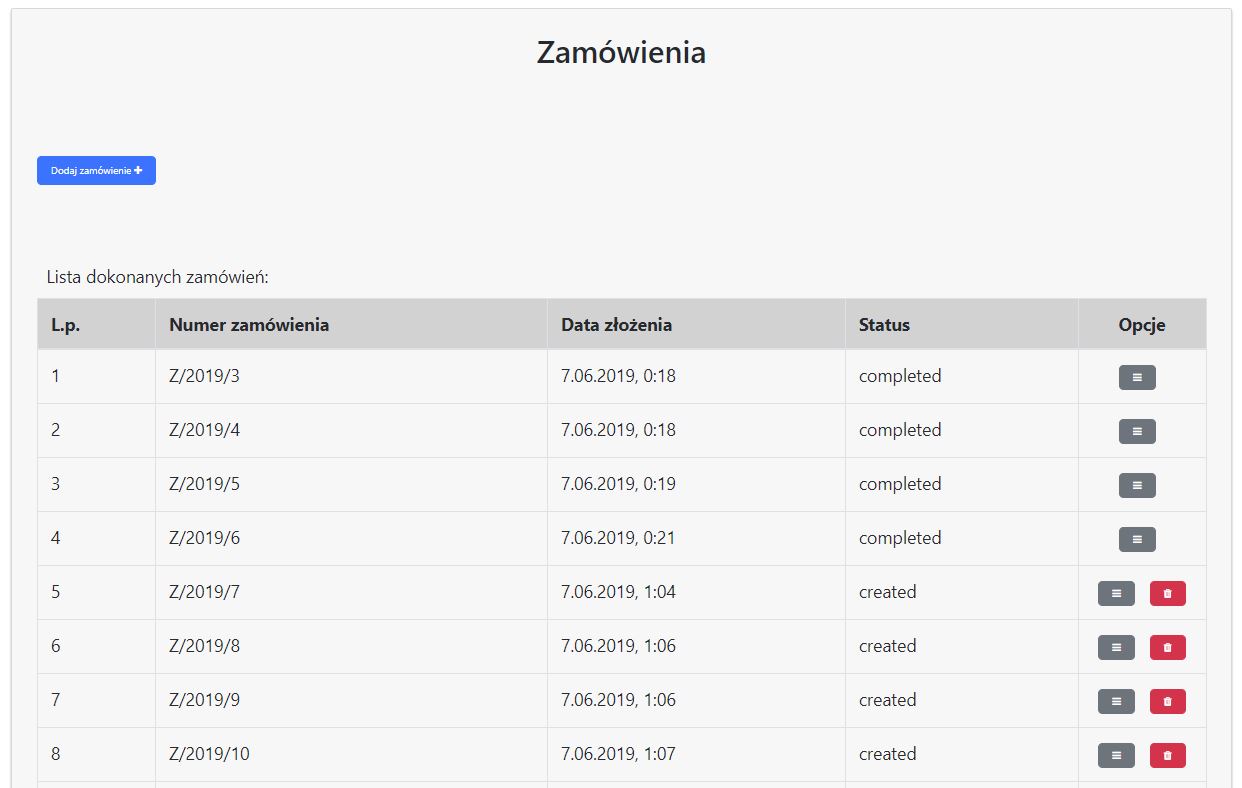 Zamówienia
Dodaj zamówienie
Lista dokonanych zamówień:
L.p. Numer zamówienia Data złożenia Status Opcje
1 Z/2019/3 7.06.2019, 0:18 completed
2 Z/2019/4 7.06.2019, 0:18 completed
3 Z/2019/5 7.06.2019, 0:19 completed
4 Z/2019/6 7.06.2019, 0:21 completed
5 Z/2019/7 7.06.2019, 1:04 created
6 Z/2019/8 7.06.2019, 1:06 created
7 Z/2019/9 7.06.2019, 1:06 created
8 Z/2019/10 7.06.2019, 1:07 created